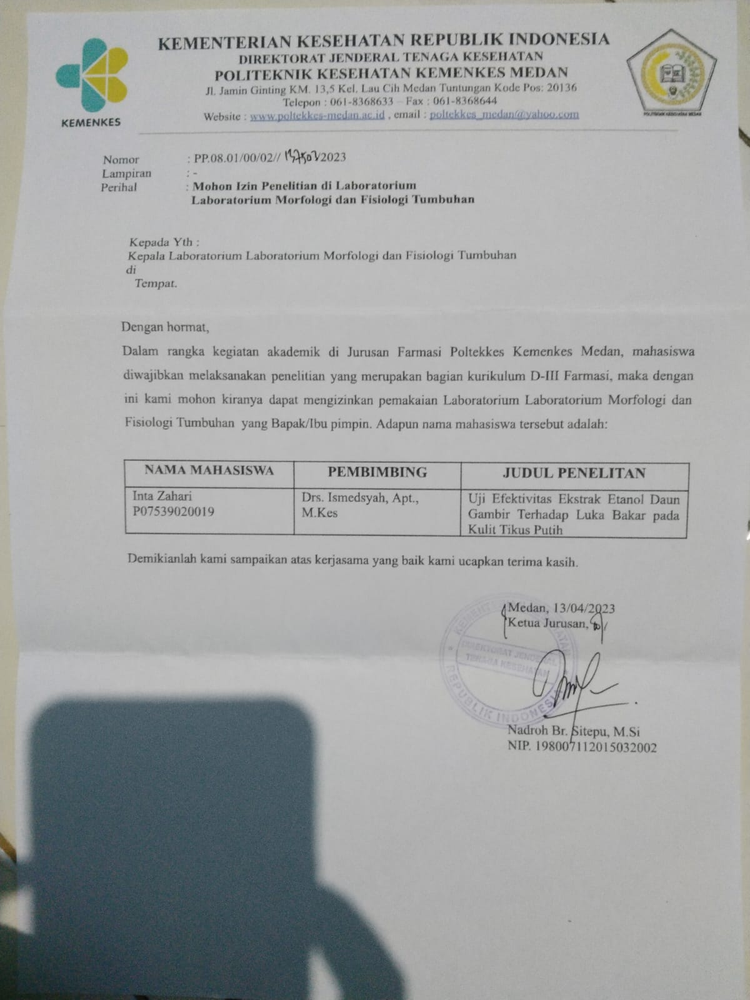 KEMENTERIAN KESEHATAN REPUBLIK INDONESIA
DIREKTORAT JENDERAL TENAGA KESEHATAN
POLITEKNIK KESEHATAN KEMENKES MEDAN
Jl. Jamin Ginting KM. 13,5 Kel. Lau Cih Medan Tuntungan Kode Pos: 20136
Telepon : 061-8368633 – Fax : 061-8368644
Website : www.poltekkes-medan.ac.id , email : poltekkes_medan@yahoo.com
KEMENKES
POLITEKNIK KESEHATAN MEDAN
Nomor : PP.08.01/00/02// /2023
Lampiran : -
Perihal : Mohon Izin Penelitian di Laboratorium
Laboratorium Morfologi dan Fisiologi Tumbuhan
Kepada Yth :
Kepala Laboratorium Laboratorium Morfologi dan Fisiologi Tumbuhan
di
Tempat.
Dengan hormat,
Dalam rangka kegiatan akademik di Jurusan Farmasi Poltekkes Kemenkes Medan, mahasiswa
diwajibkan melaksanakan penelitian yang merupakan bagian kurikulum D-III Farmasi, maka dengan
ini kami mohon kiranya dapat mengizinkan pemakaian Laboratorium Laboratorium Morfologi dan
Fisiologi Tumbuhan yang Bapak/Ibu pimpin. Adapun nama mahasiswa tersebut adalah:
NAMA MAHASISWA PEMBIMBING JUDUL PENELITAN
Inta Zahari Drs. Ismedsyah, Apt., Uji Efektivitas Ekstrak Etanol Daun
P07539020019 M.Kes Gambir Terhadap Luka Bakar pada
Kulit Tikus Putih
Demikianlah kami sampaikan atas kerjasama yang baik kami ucapkan terima kasih.
Medan, 13/04/2023
Ketua Jurusan,
DIREKTORAT JENDERAL
TENAGA KESEHATAN
REPUBLIK INDONESIA
Nadroh Br. Sitepu, M.Si
NIP. 198007112015032002